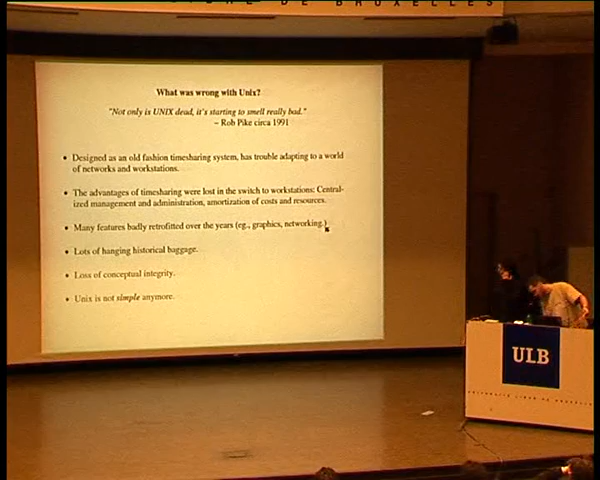 DE BRUXELLES
What was wrong with Unix?
"Not only is UNIX dead, it's starting to smell really bad."
– Rob Pike circa 1991
• Designed as an old fashion timesharing system, has trouble adapting to a world
of networks and workstations.
• The advantages of timesharing were lost in the switch to workstations: Central-
ized management and administration, amortization of costs and resources.
• Many features badly retrofitted over the years (eg., graphics, networking.)
• Lots of hanging historical baggage.
• Loss of conceptual integrity.
• Unix is not simple anymore.
ULB